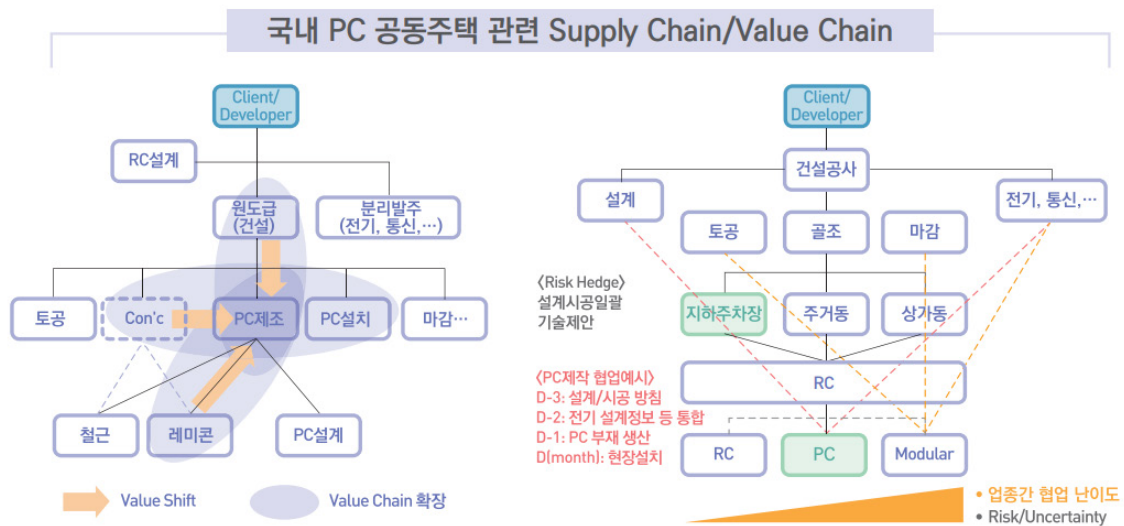 국내 PC 공동주택 관련 Supply Chain/Value Chain
Client/
Developer
RC설계
원도급
(건설)
분리발주
(전기, 통신,…)
토공
Con'c
PC제조
PC설치
마감…
철근
레미콘
PC설계
Value Shift
Value Chain 확장
Client/
Developer
건설공사
설계
전기, 통신,…
토공
골조
마감
〈Risk Hedge〉
설계시공일괄
기술제안
지하주차장
주거동
상가동
RC
〈PC제작 협업예시〉
D-3: 설계/시공 방침
D-2: 전기 설계정보 등 통합
D-1: PC 부재 생산
D(month): 현장설치
RC
PC
Modular
• 업종간 협업 난이도
• Risk/Uncertainty